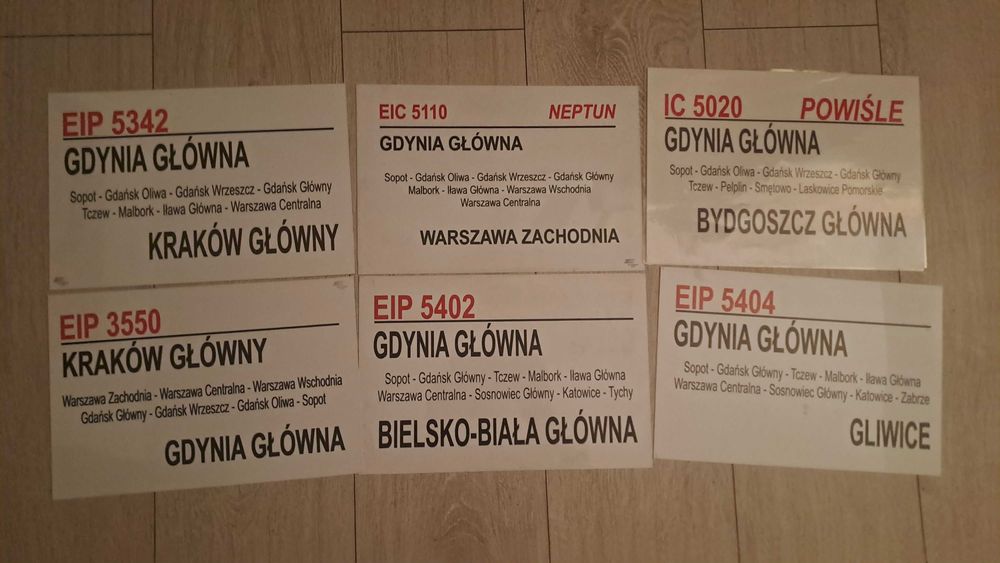 EIP 5342
GDYNIA GŁÓWNA
Sopot - Gdańsk Oliwa - Gdańsk Wrzeszcz - Gdańsk Główny
Tczew - Malbork - Iława Główna - Warszawa Centralna
KRAKÓW GŁÓWNY
EIC 5110 NEPTUN
GDYNIA GŁÓWNA
Sopot - Gdańsk Oliwa - Gdańsk Wrzeszcz - Gdańsk Główny
Malbork - Iława Główna - Warszawa Wschodnia
Warszawa Centralna
WARSZAWA ZACHODNIA
IC 5020 POWIŚLE
GDYNIA GŁÓWNA
Sopot - Gdańsk Oliwa - Gdańsk Wrzeszcz - Gdańsk Główny
Tczew - Pelplin - Smętowo - Laskowice Pomorskie
BYDGOSZCZ GŁÓWNA
EIP 3550
KRAKÓW GŁÓWNY
Warszawa Zachodnia - Warszawa Centralna - Warszawa Wschodnia
Gdańsk Główny - Gdańsk Wrzeszcz - Gdańsk Oliwa - Sopot
GDYNIA GŁÓWNA
EIP 5402
GDYNIA GŁÓWNA
Sopot - Gdańsk Główny - Tczew - Malbork - Iława Główna
Warszawa Centralna - Sosnowiec Główny - Katowice - Tychy
BIELSKO-BIAŁA GŁÓWNA
EIP 5404
GDYNIA GŁÓWNA
Sopot - Gdańsk Główny - Tczew - Malbork - Iława Główna
Warszawa Centralna - Sosnowiec Główny - Katowice - Zabrze
GLIWICE